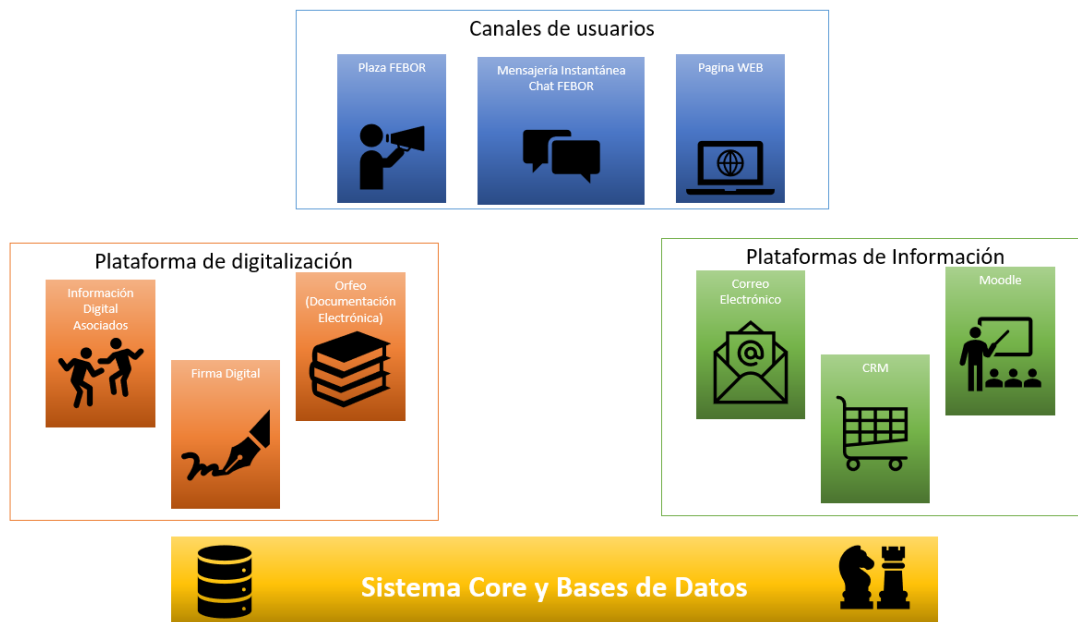 Canales de usuarios
Plaza FEBOR
Mensajería Instantánea
Chat FEBOR
Pagina WEB
Plataforma de digitalización
Información
Digital
Asociados
Firma Digital
Orfeo
(Documentación
Electrónica)
Plataformas de Información
Correo
Electrónico
CRM
Moodle
Sistema Core y Bases de Datos